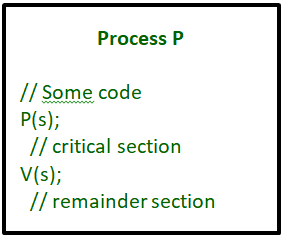 Process P
// Some code
P(s);
// critical section
V(s);
// remainder section